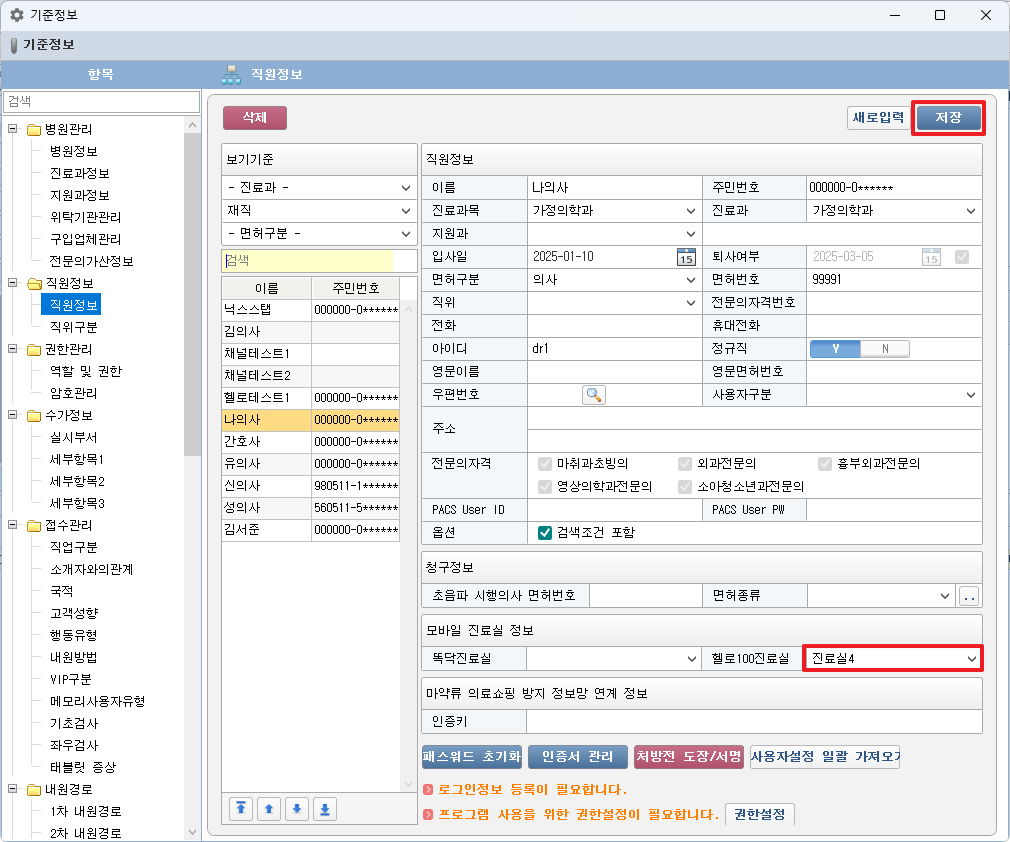 기준정보
기준정보
항목
직원정보
검색
병원관리
병원정보
진료과정보
지원과정보
위탁기관관리
구입업체관리
전문의가산정보
직원정보
직원정보
직위구분
권한관리
역할 및 권한
암호관리
수가정보
실시부서
세부항목1
세부항목2
세부항목3
접수관리
직업구분
소개자와의관계
국적
고객성향
행동유형
내원방법
VIP구분
메모리사용자유형
기초검사
좌우검사
태블릿 증상
내원경로
1차 내원경로
2차 내원경로
삭제
새로입력 저장
보기기준
- 진료과 -
재직
- 면허구분 -
검색
이름 주민번호
닉스스탭 000000-0******
김의사
채널테스트1
채널테스트2
헬로테스트1 000000-0******
나의사 000000-0******
간호사 000000-0******
유의사 000000-0******
신의사 980511-1******
성의사 560511-5******
김서준 000000-0******
직원정보
이름 나의사 주민번호 000000-0******
진료과목 가정의학과 진료과 가정의학과
지원과
입사일 2025-01-10 15 퇴사여부 2025-03-05 15
면허구분 의사 면허번호 99991
직위 전문의자격번호
전화 휴대전화
아이디 dr1 정규직 Y N
영문이름 영문면허번호
우편번호 사용자구분
주소
전문의자격 마취과초빙의 외과전문의 흉부외과전문의
영상의학과전문의 소아청소년과전문의
PACS User ID PACS User PW
옵션 검색조건 포함
청구정보
초음파 시행의사 면허번호 면허종류 ..
모바일 진료실 정보
똑닥진료실 헬로100진료실 진료실4
마약류 의료쇼핑 방지 정보망 연계 정보
인증키
패스워드 초기화 인증서 관리 처방전 도장/서명 사용자설정 일괄 가져오기
로그인정보 등록이 필요합니다.
프로그램 사용을 위한 권한설정이 필요합니다. 권한설정